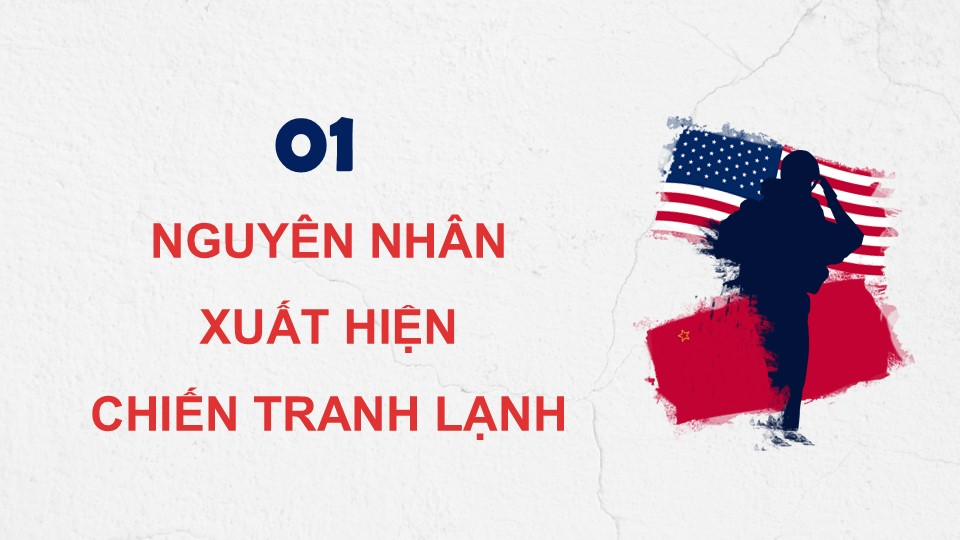 01
NGUYÊN NHÂN
XUẤT HIỆN
CHIẾN TRANH LẠNH